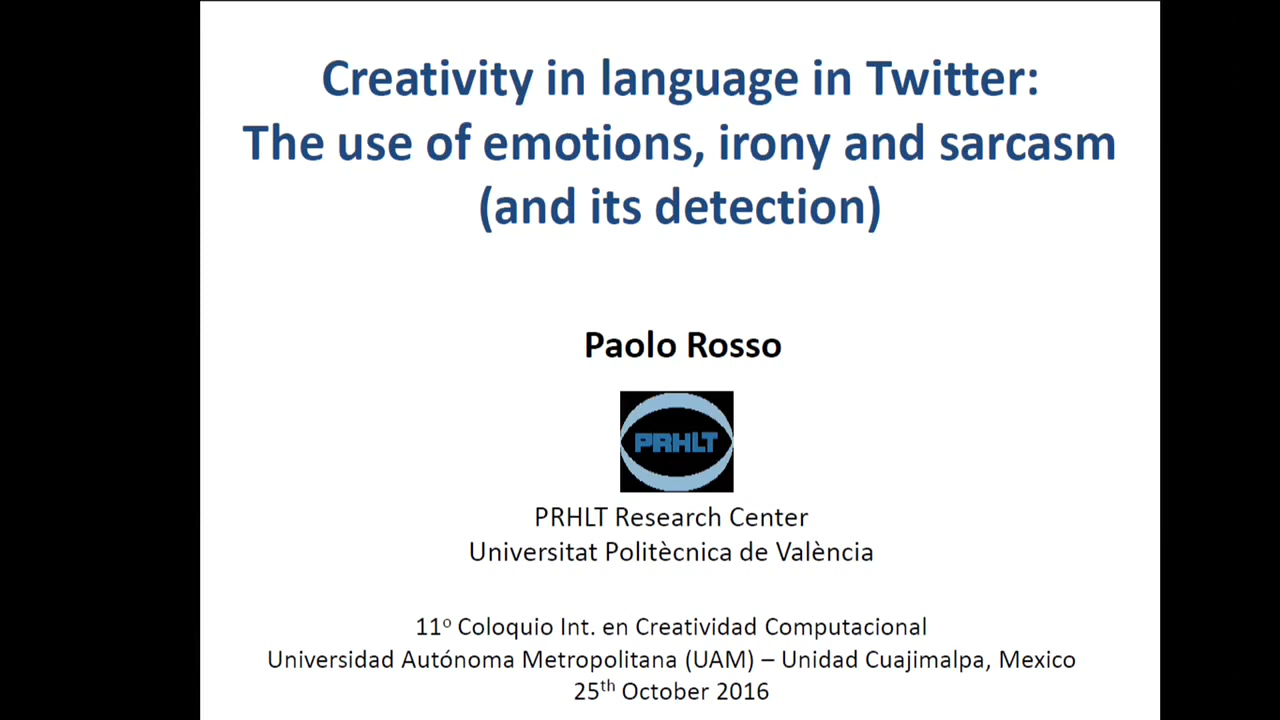 Creativity in language in Twitter:
The use of emotions, irony and sarcasm
(and its detection)
Paolo Rosso
PRHLT
PRHLT Research Center
Universitat Politècnica de València
11º Coloquio Int. en Creatividad Computacional
Universidad Autónoma Metropolitana (UAM) – Unidad Cuajimalpa, Mexico
25th October 2016